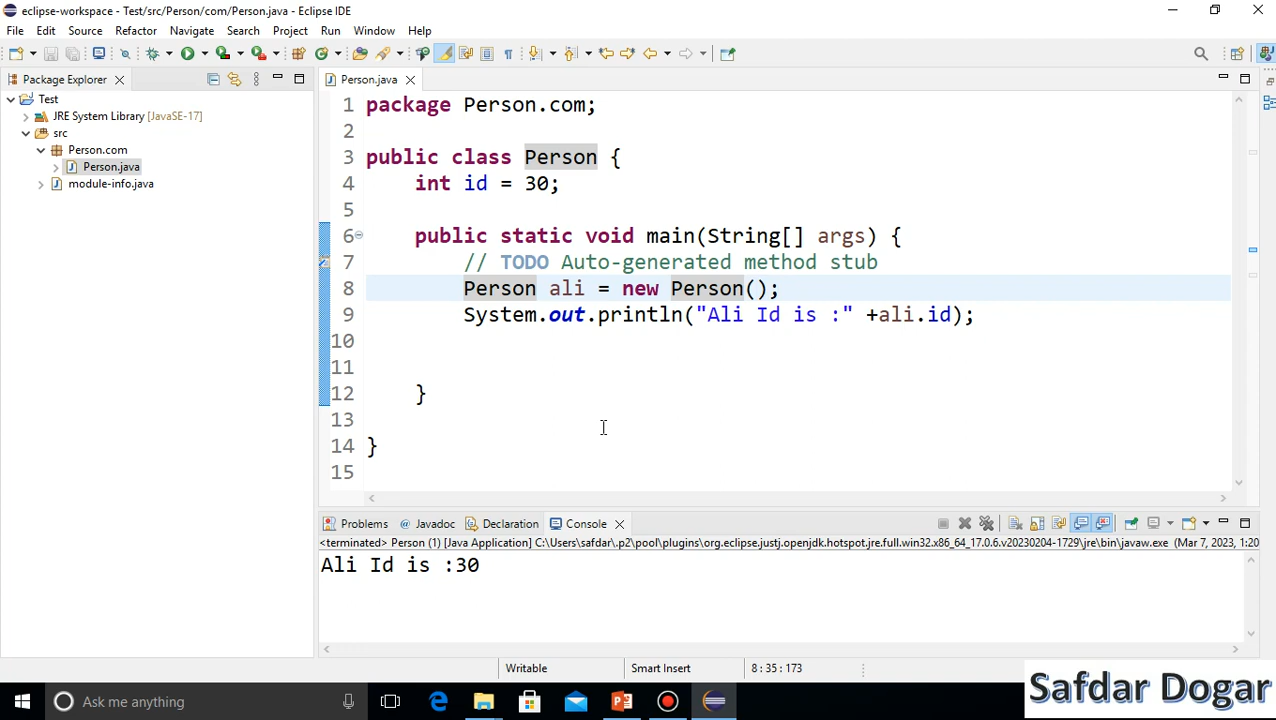 eclipse-workspace - Test/src/Person/com/Person.java - Eclipse IDE
File Edit Source Refactor Navigate Search Project Run Window Help
Package Explorer
Test
JRE System Library [JavaSE-17]
src
Person.com
Person.java
module-info.java
Person.java
1 package Person.com;
2
3 public class Person {
4 int id = 30;
5
6 public static void main(String[] args) {
7 // TODO Auto-generated method stub
8 Person ali = new Person();
9 System.out.println("Ali Id is :" +ali.id);
10
11
12 }
13
14 }
15
Problems @ Javadoc Declaration Console
<terminated> Person (1) [Java Application] C:\Users\safdar\.p2\pool\plugins\org.eclipse.justj.openjdk.hotspot.jre.full.win32.x86_64_17.0.6.v20230204-1729\jre\bin\javaw.exe (Mar 7, 2023, 1:20
Ali Id is :30
Writable Smart Insert 8 : 35 : 173
Ask me anything
Safdar Dogar